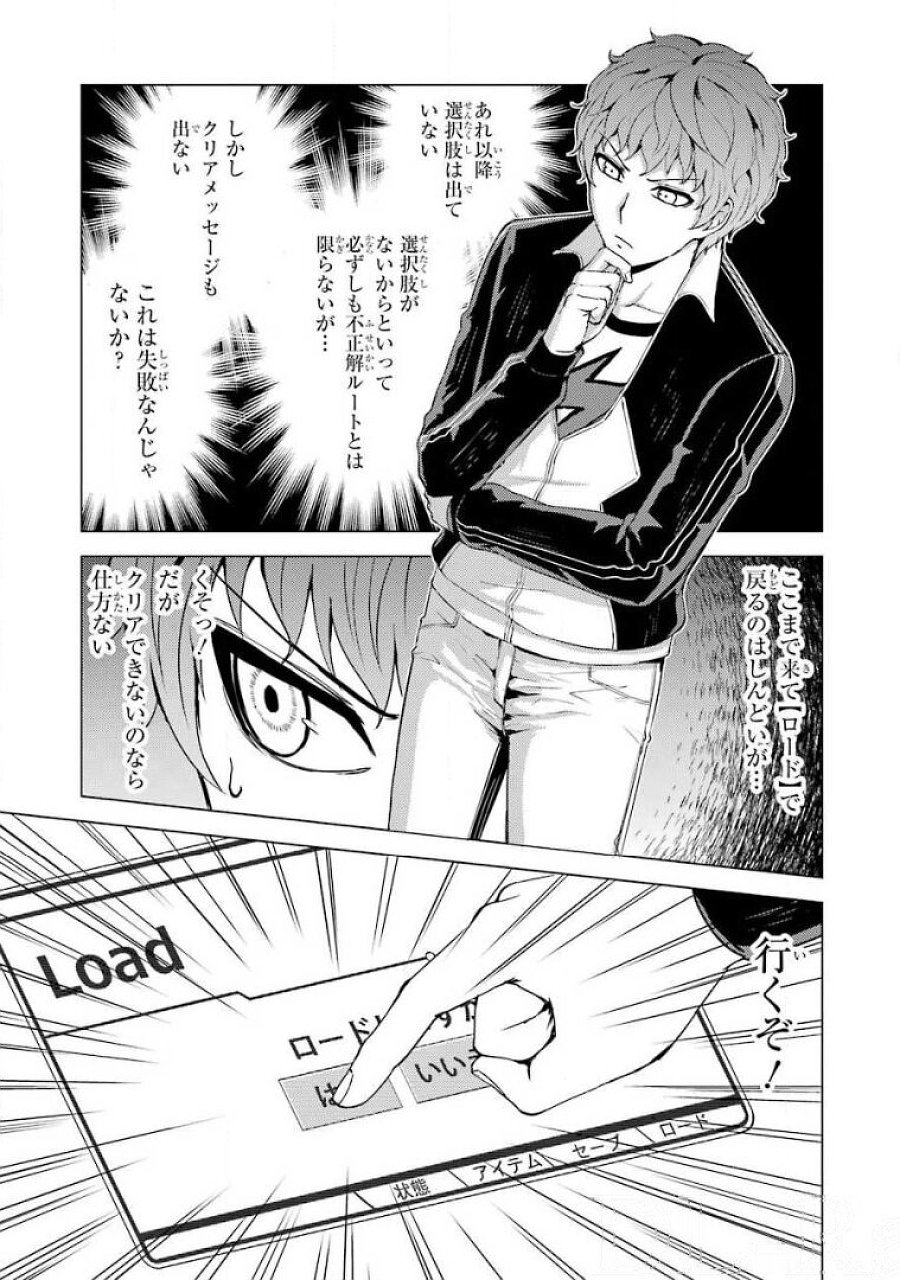 あれ以降
選択肢は出て
いない
選択肢が
ないからといって
必ずしも不正解ルートとは
限らないが…
しかし
クリアメッセージも
出ない
これは失敗なんじゃ
ないか？
ここまで来て【ロード】で
戻るのはしんどいが…
くそっ！
だが
クリアできないのなら
仕方ない
行くぞ！
Load
ロード
は
いい
状態
アイテム
セーブ
ロード